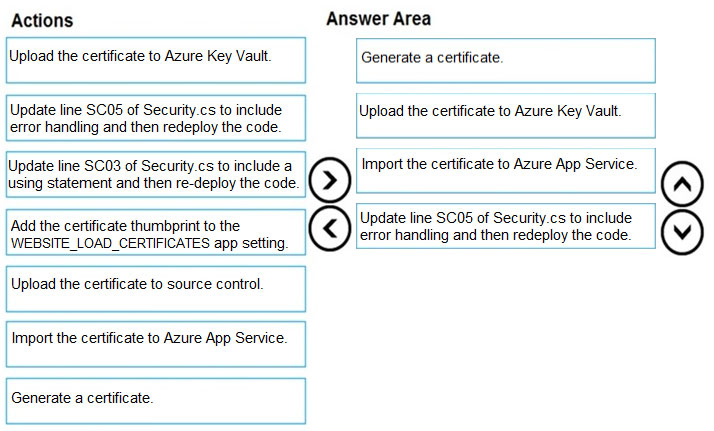 Actions
Upload the certificate to Azure Key Vault.
Update line SC05 of Security.cs to include
error handling and then redeploy the code.
Update line SC03 of Security.cs to include a
using statement and then re-deploy the code.
Add the certificate thumbprint to the
WEBSITE_LOAD_CERTIFICATES app setting.
Upload the certificate to source control.
Import the certificate to Azure App Service.
Generate a certificate.
Answer Area
Generate a certificate.
Upload the certificate to Azure Key Vault.
Import the certificate to Azure App Service.
Update line SC05 of Security.cs to include
error handling and then redeploy the code.